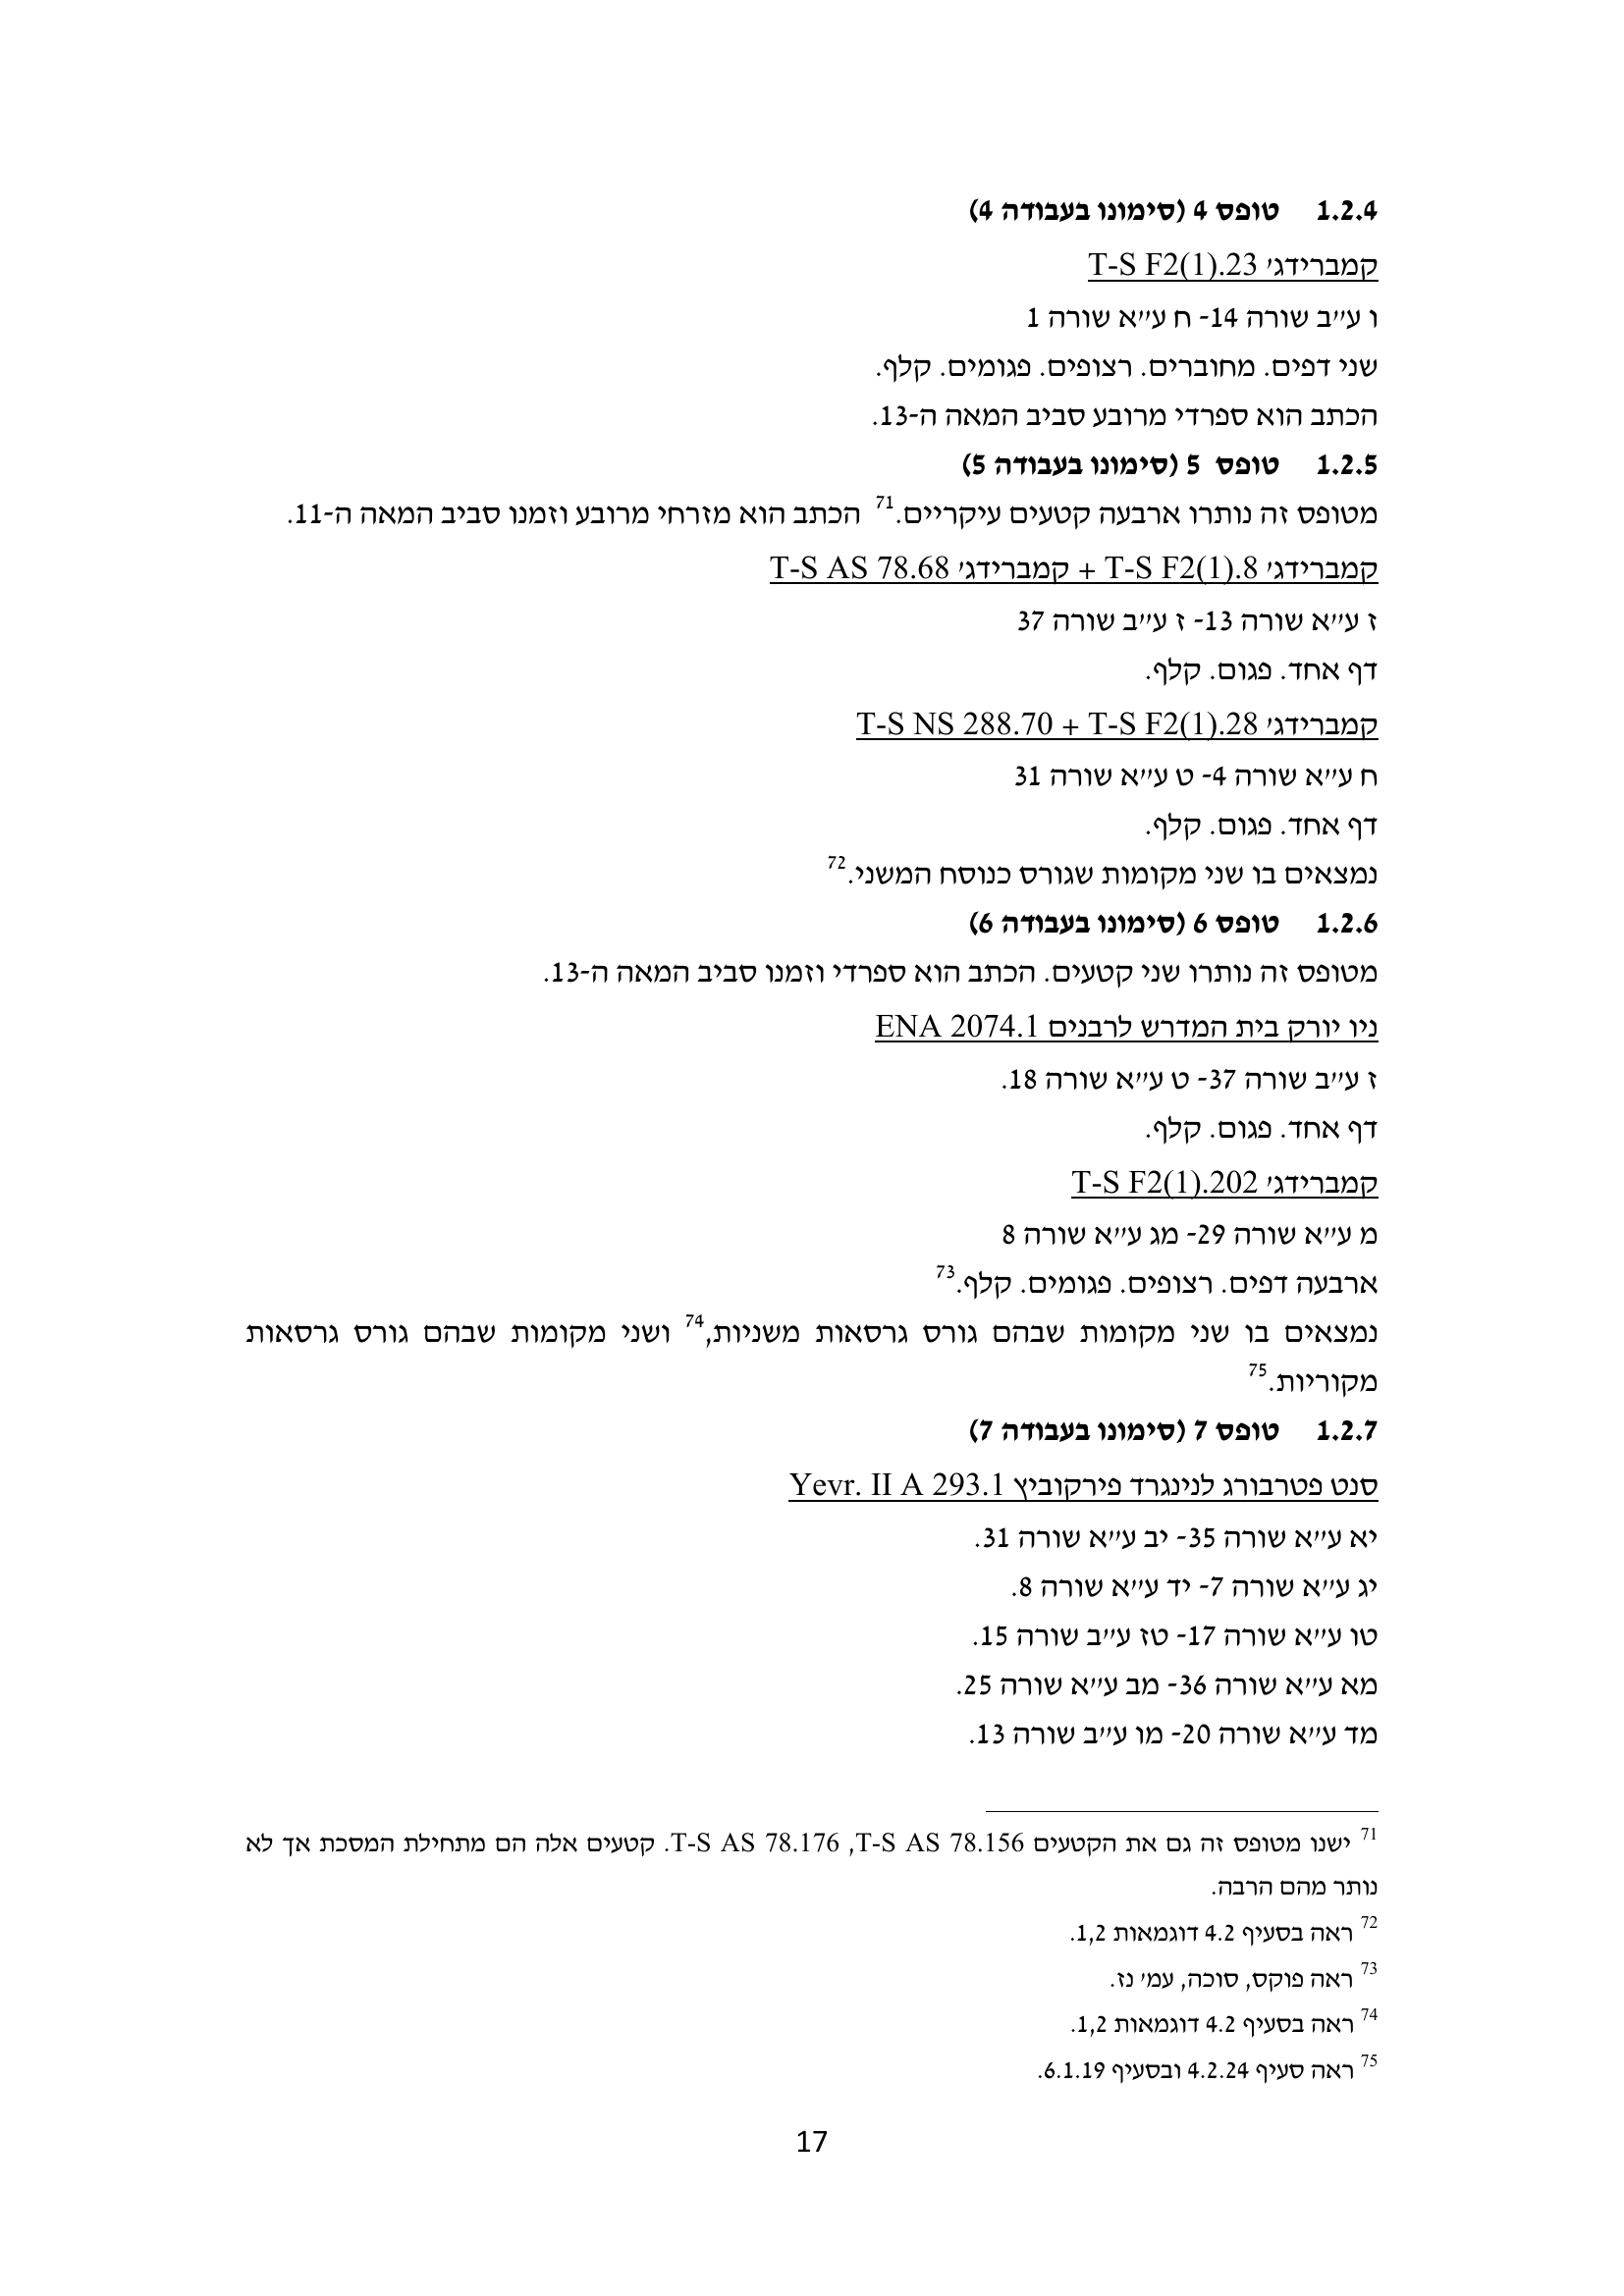 1.2.4 טופס 4 (סימונו בעבודה 4)
קמברידג' T-S F2(1).23
ו ע"ב שורה 14- ח ע"א שורה 1
שני דפים. מחוברים. רצופים. פגומים. קלף.
הכתב הוא ספרדי מרובע סביב המאה ה-13.
1.2.5 טופס 5 (סימונו בעבודה 5)
מטופס זה נותרו ארבעה קטעים עיקריים.71 הכתב הוא מזרחי מרובע וזמנו סביב המאה ה-11.
קמברידג' T-S F2(1).8 + קמברידג' T-S AS 78.68
ז ע"א שורה 13- ז ע"ב שורה 37
דף אחד. פגום. קלף.
קמברידג' T-S NS 288.70 + T-S F2(1).28
ח ע"א שורה 4- ט ע"א שורה 31
דף אחד. פגום. קלף.
נמצאים בו שני מקומות שגורס כנוסח המשני.72
1.2.6 טופס 6 (סימונו בעבודה 6)
מטופס זה נותרו שני קטעים. הכתב הוא ספרדי וזמנו סביב המאה ה-13.
ניו יורק בית המדרש לרבנים ENA 2074.1
ז ע"ב שורה 37- ט ע"א שורה 18.
דף אחד. פגום. קלף.
קמברידג' T-S F2(1).202
מ ע"א שורה 29- מג ע"א שורה 8
ארבעה דפים. רצופים. פגומים. קלף.73
נמצאים בו שני מקומות שבהם גורס גרסאות משניות,74 ושני מקומות שבהם גורס גרסאות
מקוריות.75
1.2.7 טופס 7 (סימונו בעבודה 7)
סנט פטרבורג לנינגרד פירקוביץ Yevr. II A 293.1
יא ע"א שורה 35- יב ע"א שורה 31.
יג ע"א שורה 7- יד ע"א שורה 8.
טו ע"א שורה 17- טז ע"ב שורה 15.
מא ע"א שורה 36- מב ע"א שורה 25.
מד ע"א שורה 20- מו ע"ב שורה 13.
71 ישנו מטופס זה גם את הקטעים T-S AS 78.156, T-S AS 78.176. קטעים אלה הם מתחילת המסכת אך לא
נותר מהם הרבה.
72 ראה בסעיף 4.2 דוגמאות 1,2.
73 ראה פוקס, סוכה, עמ' נז.
74 ראה בסעיף 4.2 דוגמאות 1,2.
75 ראה סעיף 4.2.24 ובסעיף 6.1.19.
17